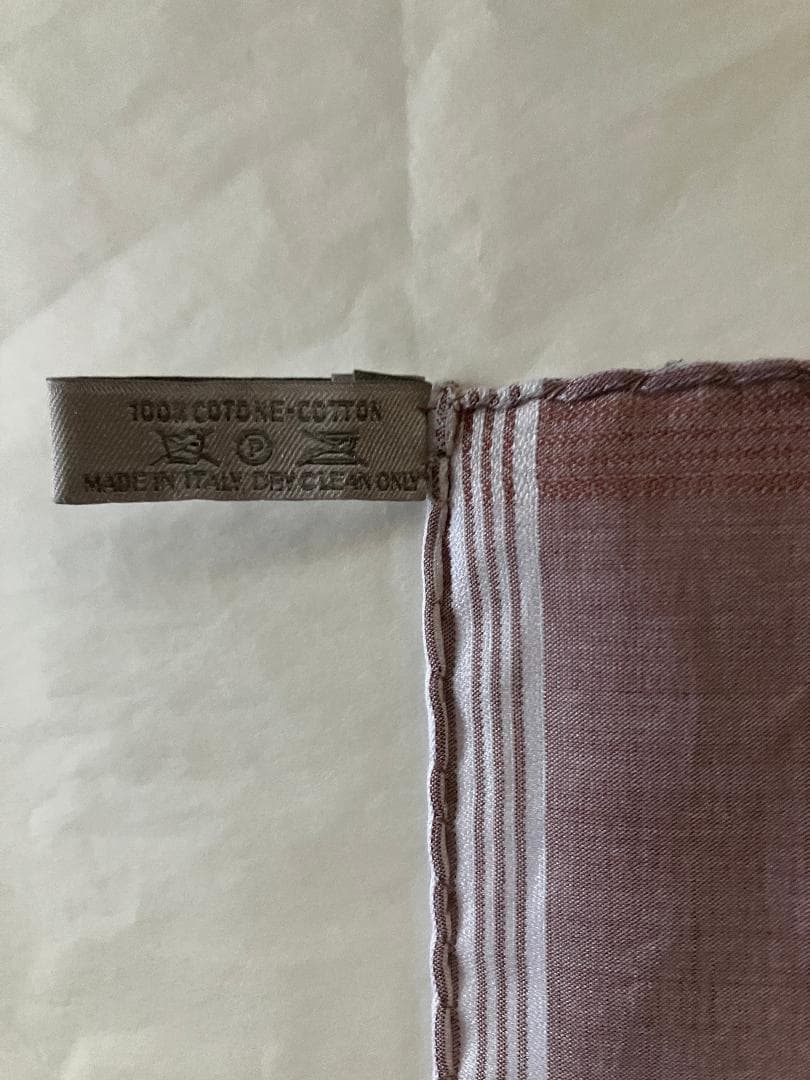 100% COTONE-COTTON
P
MADE IN ITALY DRY CLEAN ONLY